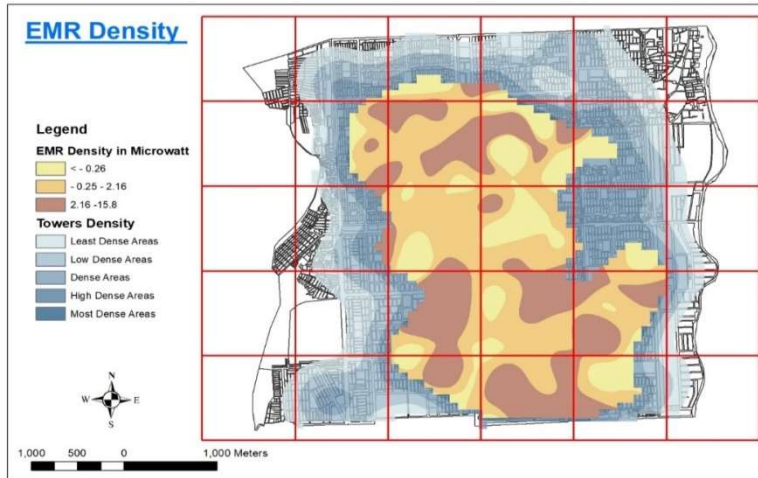 EMR Density
Legend
EMR Density in Microwatt
< - 0.26
- 0.25 - 2.16
2.16 -15.8
Towers Density
Least Dense Areas
Low Dense Areas
Dense Areas
High Dense Areas
Most Dense Areas
N
W E
S
1,000 500 0 1,000 Meters